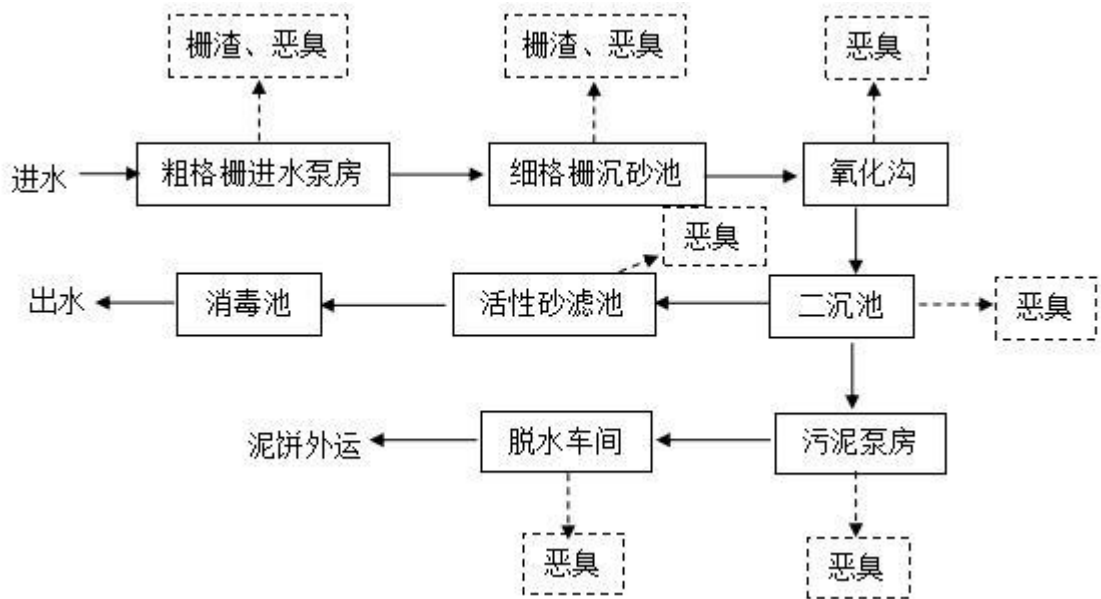 栅渣、恶臭
栅渣、恶臭
恶臭
进水
粗格栅进水泵房
细格栅沉砂池
氧化沟
恶臭
出水
消毒池
活性砂滤池
二沉池
恶臭
泥饼外运
脱水车间
污泥泵房
恶臭
恶臭